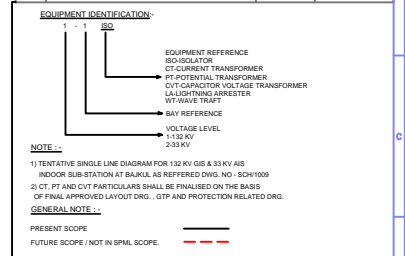 EQUIPMENT IDENTIFICATION:-
1 - 1 ISO
EQUIPMENT REFERENCE
ISO-ISOLATOR
CT-CURRENT TRANSFORMER
PT-POTENTIAL TRANSFORMER
CVT-CAPACITOR VOLTAGE TRANSFORMER
LA-LIGHTNING ARRESTER
WT-WAVE TRAFT
BAY REFERENCE
VOLTAGE LEVEL
1-132 KV
2-33 KV
NOTE : -
1) TENTATIVE SINGLE LINE DIAGRAM FOR 132 KV GIS & 33 KV AIS
INDOOR SUB-STATION AT BAJKUL AS REFFERED DWG. NO - SCH/1009
2) CT, PT AND CVT PARTICULARS SHALL BE FINALISED ON THE BASIS
OF FINAL APPROVED LAYOUT DRG. , GTP AND PROTECTION RELATED DRG.
GENERAL NOTE : -
PRESENT SCOPE
FUTURE SCOPE / NOT IN SPML SCOPE.
C